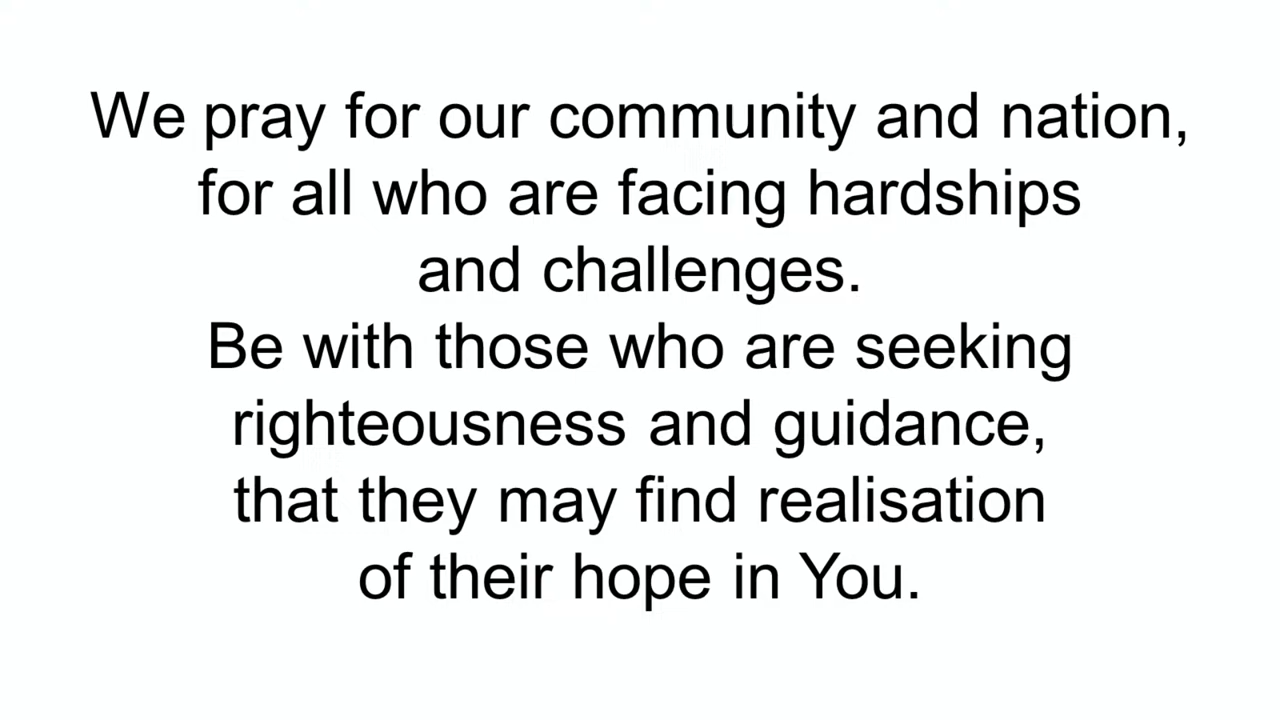 We pray for our community and nation,
for all who are facing hardships
and challenges.
Be with those who are seeking
righteousness and guidance,
that they may find realisation
of their hope in You.